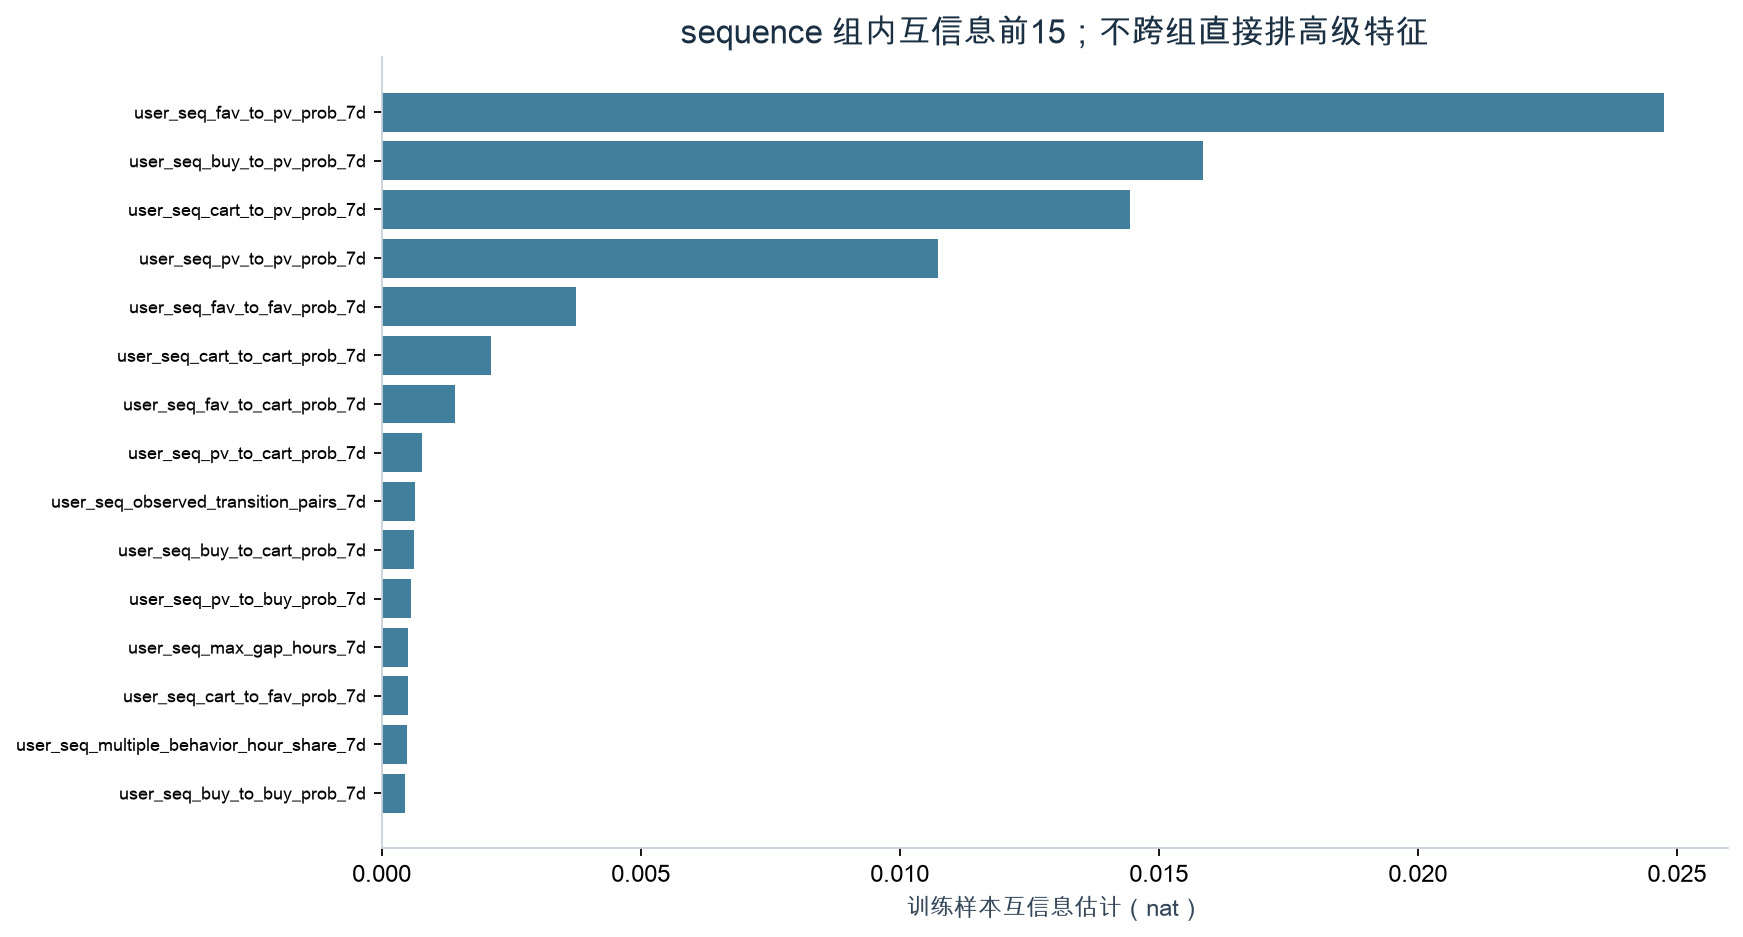 sequence 组内互信息前15；不跨组直接排高级特征
user_seq_fav_to_pv_prob_7d
user_seq_buy_to_pv_prob_7d
user_seq_cart_to_pv_prob_7d
user_seq_pv_to_pv_prob_7d
user_seq_fav_to_fav_prob_7d
user_seq_cart_to_cart_prob_7d
user_seq_fav_to_cart_prob_7d
user_seq_pv_to_cart_prob_7d
user_seq_observed_transition_pairs_7d
user_seq_buy_to_cart_prob_7d
user_seq_pv_to_buy_prob_7d
user_seq_max_gap_hours_7d
user_seq_cart_to_fav_prob_7d
user_seq_multiple_behavior_hour_share_7d
user_seq_buy_to_buy_prob_7d
0.000 0.005 0.010 0.015 0.020 0.025
训练样本互信息估计（nat）